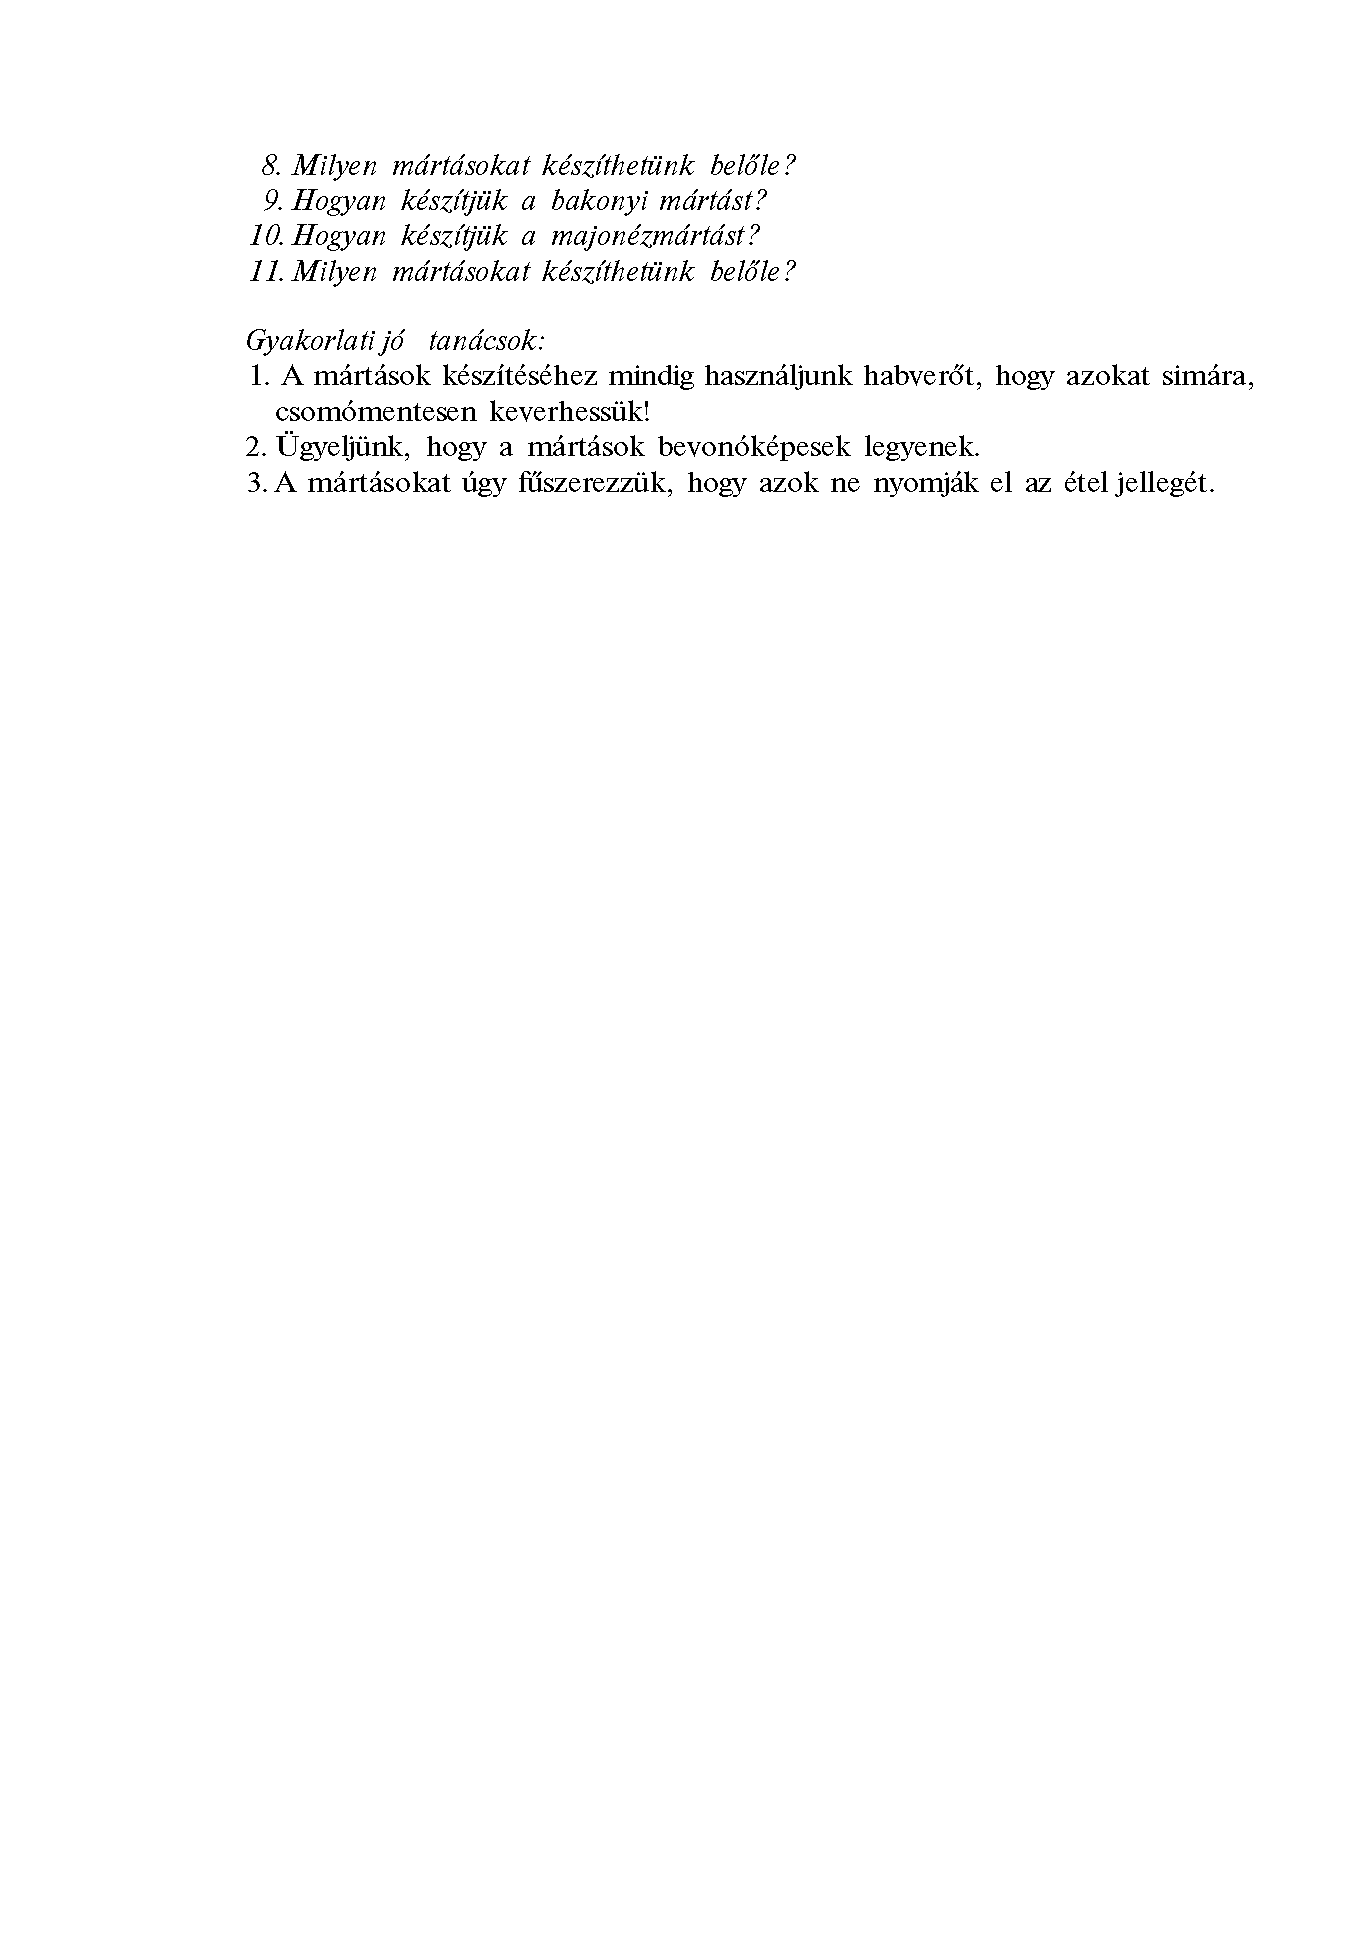 8. Milyen mártásokat készíthetünk belőle?
9. Hogyan készítjük a bakonyi mártást?
10. Hogyan készítjük a majonézmártást?
11. Milyen mártásokat készíthetünk belőle?
Gyakorlati jó tanácsok:
1. A mártások készítéséhez mindig használjunk habverőt, hogy azokat simára,
csomómentesen keverhessük!
2. Ügyeljünk, hogy a mártások bevonóképesek legyenek.
3. A mártásokat úgy fűszerezzük, hogy azok ne nyomják el az étel jellegét.